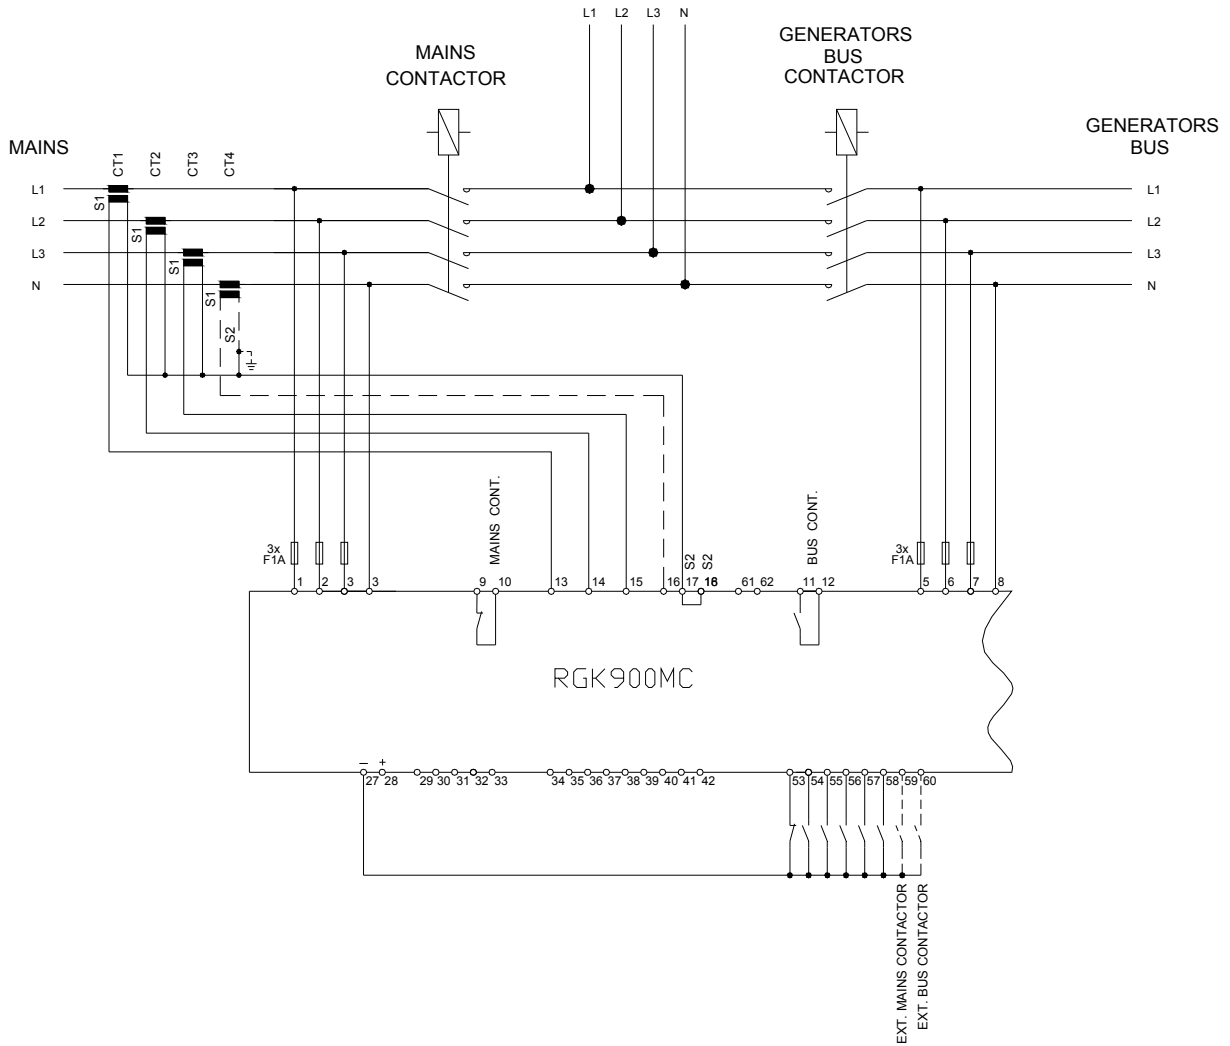 L1 L2 L3 N
MAINS
CONTACTOR
GENERATORS
BUS
CONTACTOR
MAINS
GENERATORS
BUS
CT1 CT2 CT3 CT4
L1 S1 L1
L2 S1 L2
L3 S1 L3
N S1 N
S2
MAINS CONT.
BUS CONT.
S2 S2
3x
F1A
3x
F1A
1 2 3 3 9 10 13 14 15 16 17 18 61 62 11 12 5 6 7 8
RGK900MC
– +
27 28 29 30 31 32 33 34 35 36 37 38 39 40 41 42 53 54 55 56 57 58 59 60
EXT. MAINS CONTACTOR
EXT. BUS CONTACTOR